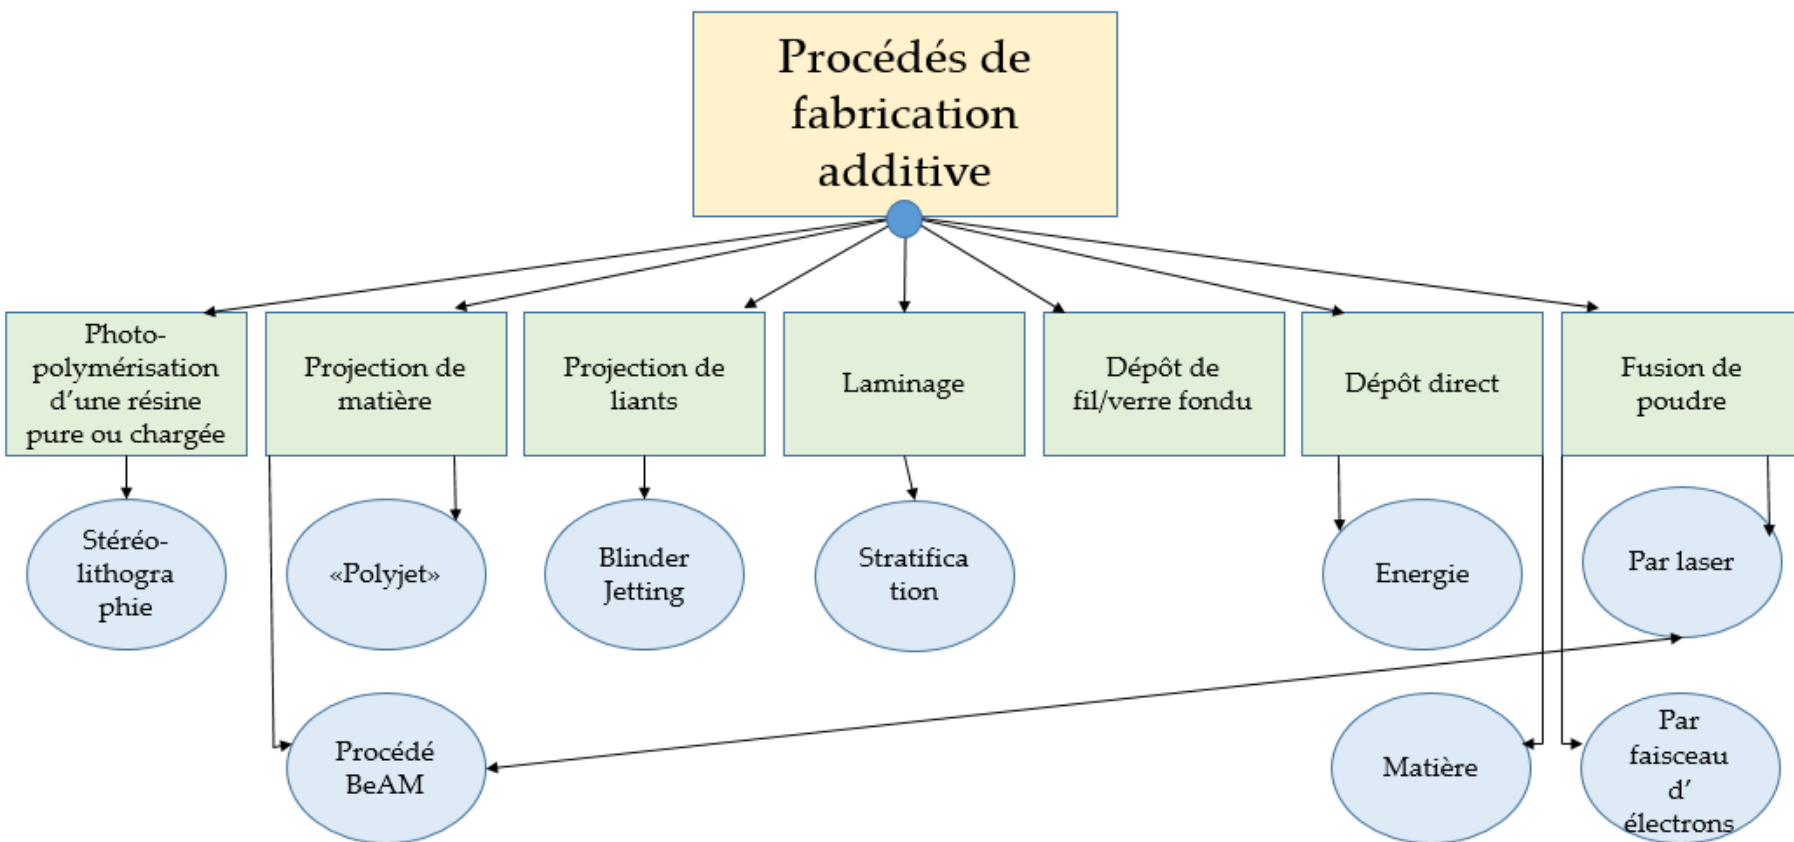 Procédés de
fabrication
additive
Photo-
polymérisation
d’une résine
pure ou chargée
Projection de
matière
Projection de
liants
Laminage
Dépôt de
fil/verre fondu
Dépôt direct
Fusion de
poudre
Stéréo-
lithogra
phie
«Polyjet»
Blinder
Jetting
Stratifica
tion
Energie
Par laser
Procédé
BeAM
Matière
Par
faisceau
d’
électrons